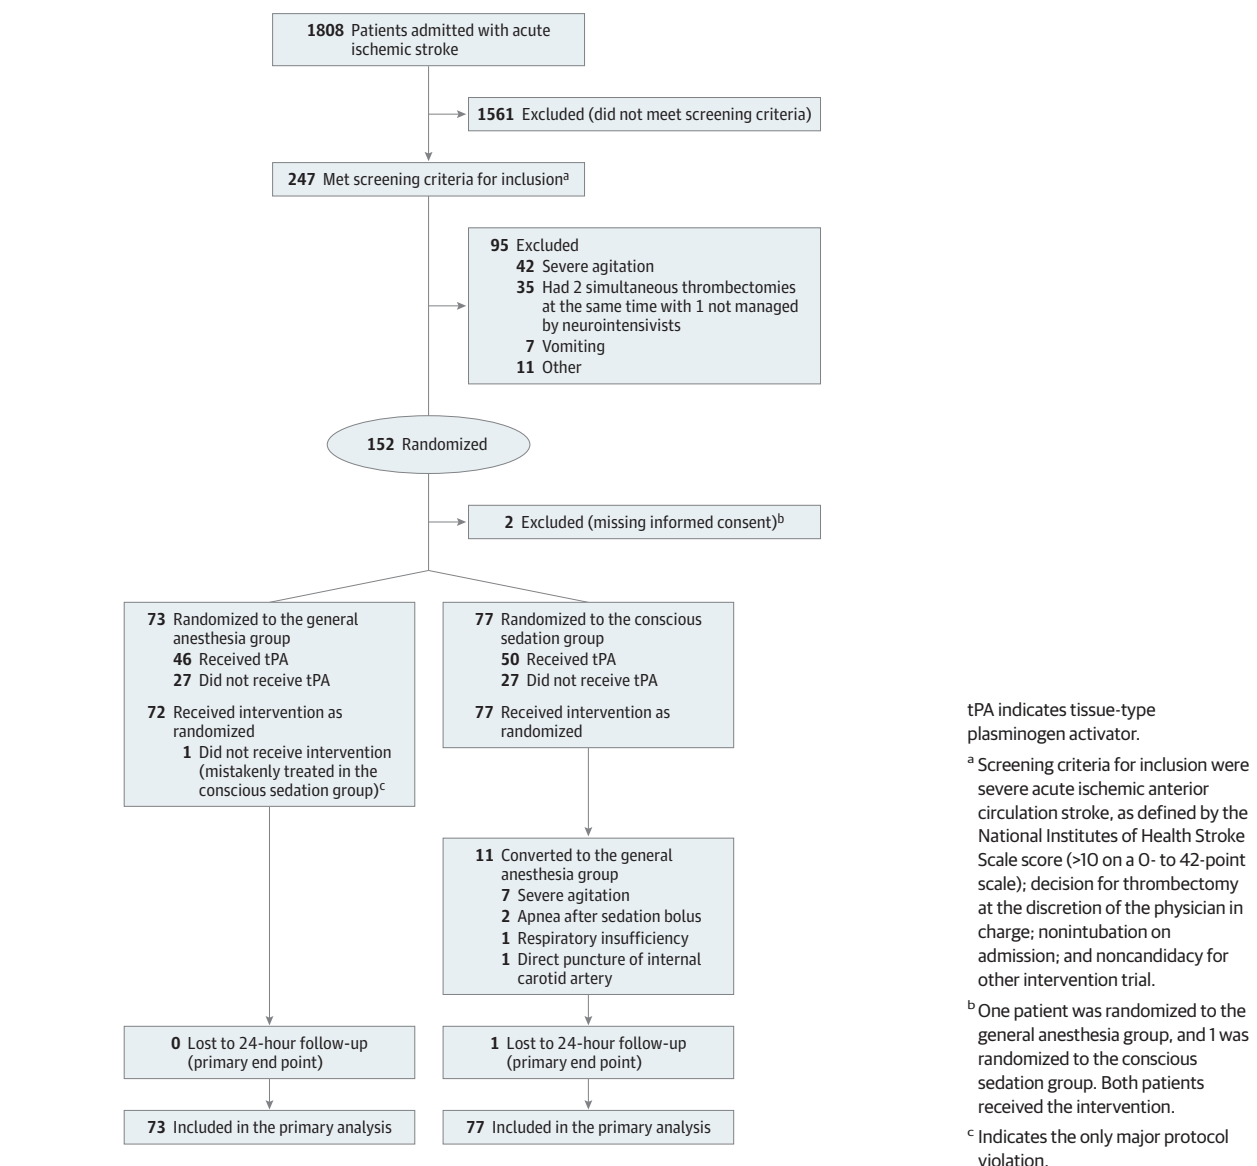 1808 Patients admitted with acute
ischemic stroke
1561 Excluded (did not meet screening criteria)
247 Met screening criteria for inclusionᵃ
95 Excluded
42 Severe agitation
35 Had 2 simultaneous thrombectomies
at the same time with 1 not managed
by neurointensivists
7 Vomiting
11 Other
152 Randomized
2 Excluded (missing informed consent)ᵇ
73 Randomized to the general
anesthesia group
46 Received tPA
27 Did not receive tPA
72 Received intervention as
randomized
1 Did not receive intervention
(mistakenly treated in the
conscious sedation group)ᶜ
77 Randomized to the conscious
sedation group
50 Received tPA
27 Did not receive tPA
77 Received intervention as
randomized
11 Converted to the general
anesthesia group
7 Severe agitation
2 Apnea after sedation bolus
1 Respiratory insufficiency
1 Direct puncture of internal
carotid artery
0 Lost to 24-hour follow-up
(primary end point)
1 Lost to 24-hour follow-up
(primary end point)
73 Included in the primary analysis
77 Included in the primary analysis
tPA indicates tissue-type
plasminogen activator.
ᵃ Screening criteria for inclusion were
severe acute ischemic anterior
circulation stroke, as defined by the
National Institutes of Health Stroke
Scale score (>10 on a 0- to 42-point
scale); decision for thrombectomy
at the discretion of the physician in
charge; nonintubation on
admission; and noncandidacy for
other intervention trial.
ᵇ One patient was randomized to the
general anesthesia group, and 1 was
randomized to the conscious
sedation group. Both patients
received the intervention.
ᶜ Indicates the only major protocol
violation.